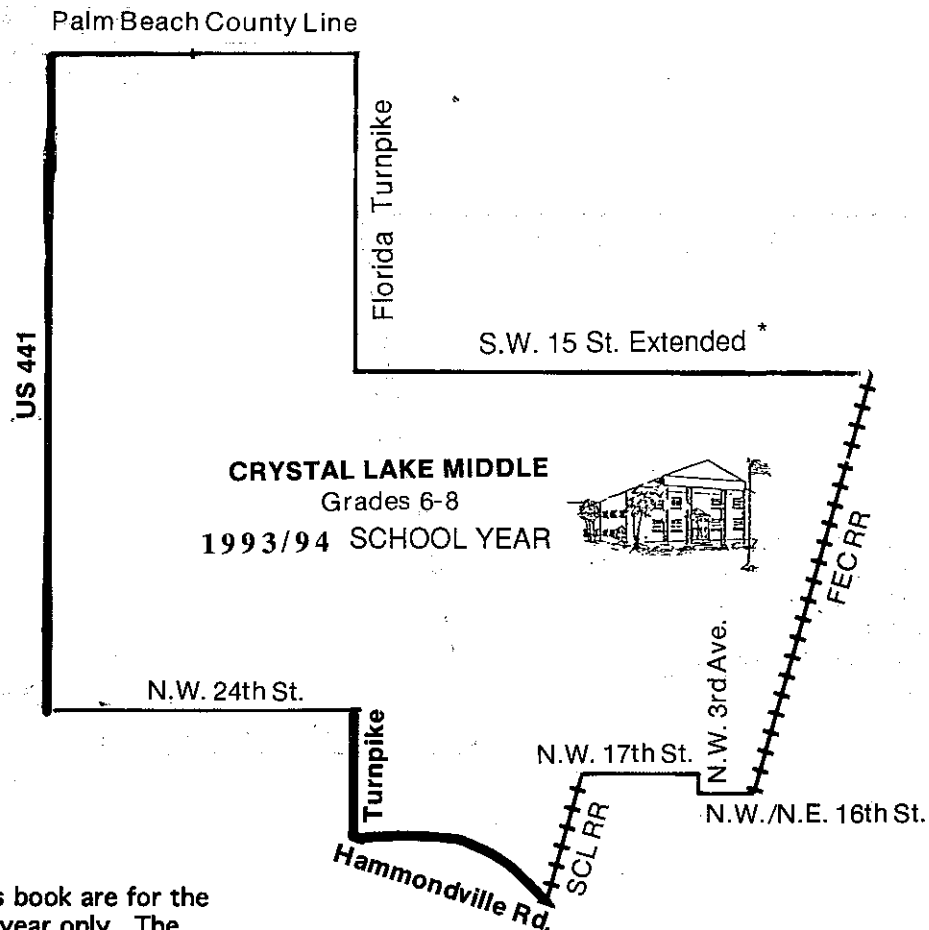 Palm Beach County Line
Florida Turnpike
US 441
S.W. 15 St. Extended *
CRYSTAL LAKE MIDDLE
Grades 6-8
1993/94 SCHOOL YEAR
FEC RR
N.W. 24th St.
Turnpike
N.W. 3rd Ave.
N.W. 17th St.
N.W./N.E. 16th St.
SCL RR
Hammondville Rd.
s book are for the
year only. The